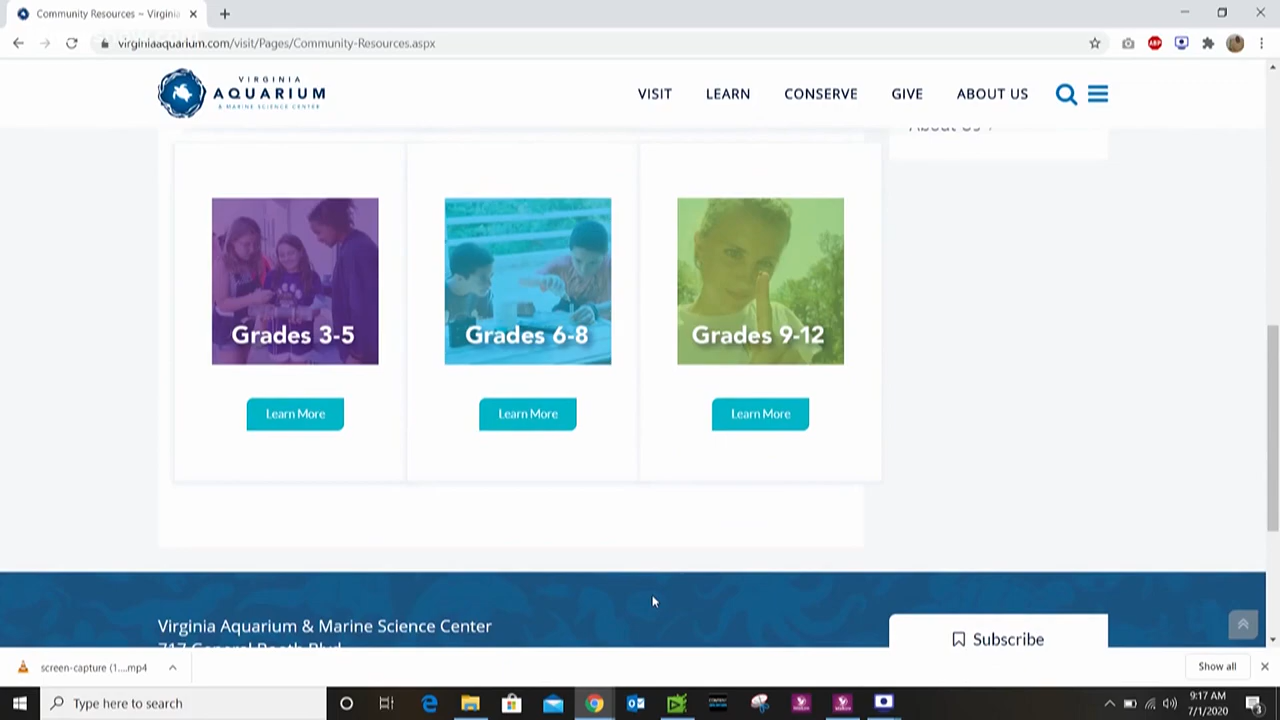 Community Resources ~ Virginia
virginiaaquarium.com/visit/Pages/Community-Resources.aspx
ABP
VIRGINIA
AQUARIUM
& MARINE SCIENCE CENTER
VISIT LEARN CONSERVE GIVE ABOUT US
About Us
Grades 3-5 Grades 6-8 Grades 9-12
Learn More Learn More Learn More
Virginia Aquarium & Marine Science Center
717 General Booth Blvd
Subscribe
screen-capture (1....mp4
Show all
Type here to search
9:17 AM
7/1/2020
3